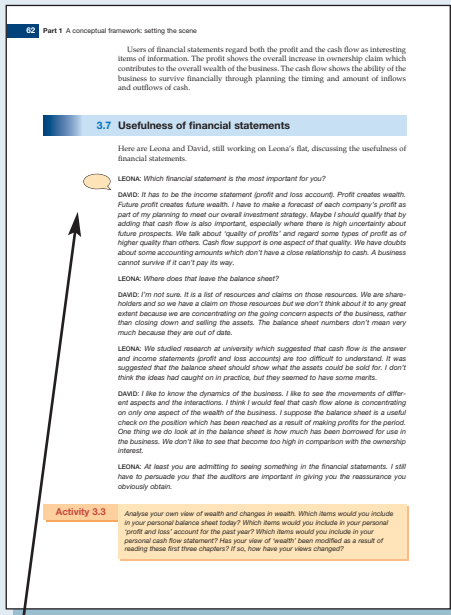 62 Part 1 A conceptual framework: setting the scene
Users of financial statements regard both the profit and the cash flow as interesting
items of information. The profit shows the overall increase in ownership claim which
contributes to the overall wealth of the business. The cash flow shows the ability of the
business to survive financially through planning the timing and amount of inflows
and outflows of cash.
3.7 Usefulness of financial statements
Here are Leona and David, still working on Leona's flat, discussing the usefulness of
financial statements.
LEONA: Which financial statement is the most important for you?
DAVID: It has to be the income statement (profit and loss account). Profit creates wealth.
Future profit creates future wealth. I have to make a forecast of each company's profit as
part of my planning to meet our overall investment strategy. Maybe I should qualify that by
adding that cash flow is also important, especially where there is high uncertainty about
future prospects. We talk about 'quality of profits' and regard some types of profit as of
higher quality than others. Cash flow support is one aspect of that quality. We have doubts
about some accounting amounts which don't have a close relationship to cash. A business
cannot survive if it can't pay its way.
LEONA: Where does that leave the balance sheet?
DAVID: I'm not sure. It is a list of resources and claims on those resources. We are share-
holders and so we have a claim on those resources but we don't think about it to any great
extent because we are concentrating on the going concern aspects of the business, rather
than closing down and selling the assets. The balance sheet numbers don't mean very
much because they are out of date.
LEONA: We studied research at university which suggested that cash flow is the answer
and income statements (profit and loss accounts) are too difficult to understand. It was
suggested that the balance sheet should show what the assets could be sold for. I don't
think the ideas had caught on in practice, but they seemed to have some merits.
DAVID: I like to know the dynamics of the business. I like to see the movements of differ-
ent aspects and the interactions. I think I would feel that cash flow alone is concentrating
on only one aspect of the wealth of the business. I suppose the balance sheet is a useful
check on the position which has been reached as a result of making profits for the period.
One thing we do look at in the balance sheet is how much has been borrowed for use in
the business. We don't like to see that become too high in comparison with the ownership
interest.
LEONA: At least you are admitting to seeing something in the financial statements. I still
have to persuade you that the auditors are important in giving you the reassurance you
obviously obtain.
Activity 3.3
Analyse your own view of wealth and changes in wealth. Which items would you include
in your personal balance sheet today? Which items would you include in your personal
'profit and loss' account for the past year? Which items would you include in your
personal cash flow statement? Has your view of 'wealth' been modified as a result of
reading these first three chapters? If so, how have your views changed?